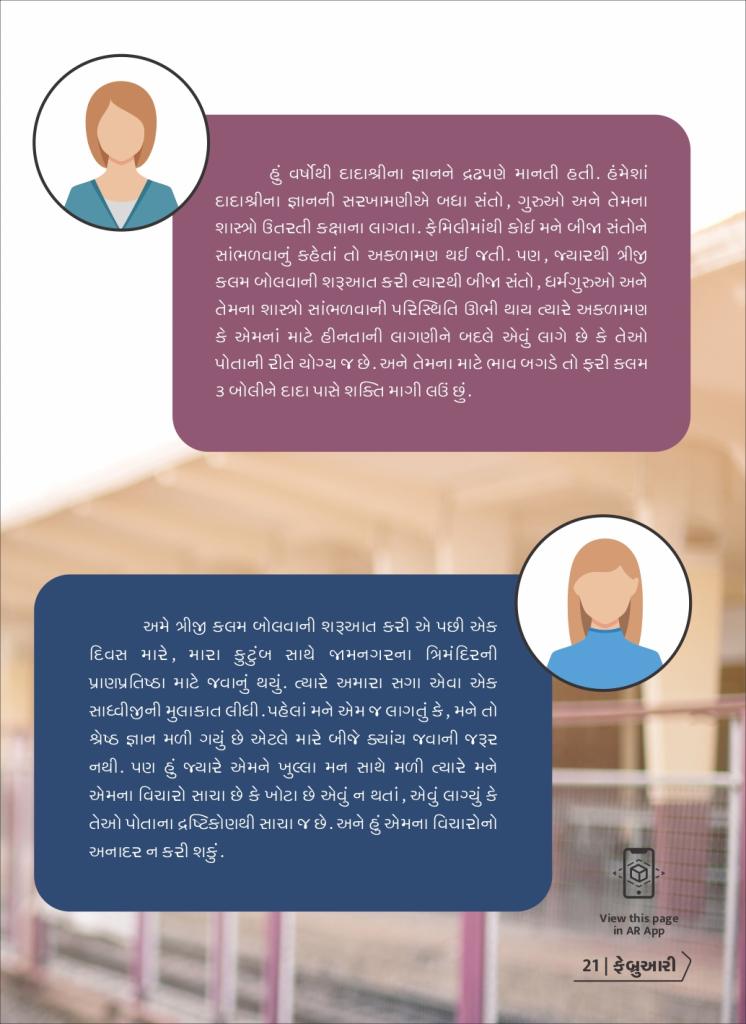 હું વર્ષોથી દાદાશ્રીના જ્ઞાનને દ્રઢપણે માનતી હતી. હંમેશાં
દાદાશ્રીના જ્ઞાનની સરખામણીએ બધા સંતો, ગુરુઓ અને તેમના
શાસ્ત્રો ઉતરતી કક્ષાના લાગતા. ફેમિલીમાંથી કોઈ મને બીજા સંતોને
સાંભળવાનું કહેતાં તો અકળામણ થઈ જતી. પણ, જ્યારથી ત્રીજી
કલમ બોલવાની શરૂઆત કરી ત્યારથી બીજા સંતો, ધર્મગુરુઓ અને
તેમના શાસ્ત્રો સાંભળવાની પરિસ્થિતિ ઊભી થાય ત્યારે અકળામણ
કે એમનાં માટે હીનતાની લાગણીને બદલે એવું લાગે છે કે તેઓ
પોતાની રીતે યોગ્ય જ છે. અને તેમના માટે ભાવ બગડે તો ફરી કલમ
૩ બોલીને દાદા પાસે શક્તિ માગી લઉં છું.
અમે ત્રીજી કલમ બોલવાની શરૂઆત કરી એ પછી એક
દિવસ મારે, મારા કુટુંબ સાથે જામનગરના ત્રિમંદિરની
પ્રાણપ્રતિષ્ઠા માટે જવાનું થયું. ત્યારે અમારા સગા એવા એક
સાધ્વીજીની મુલાકાત લીધી. પહેલાં મને એમ જ લાગતું કે, મને તો
શ્રેષ્ઠ જ્ઞાન મળી ગયું છે એટલે મારે બીજે ક્યાંય જવાની જરૂર
નથી. પણ હું જ્યારે એમને ખુલ્લા મન સાથે મળી ત્યારે મને
એમના વિચારો સાચા છે કે ખોટા છે એવું ન થતાં, એવું લાગ્યું કે
તેઓ પોતાના દ્રષ્ટિકોણથી સાચા જ છે. અને હું એમના વિચારોનો
અનાદર ન કરી શકું.
View this page
in AR App
21 | ફેબ્રુઆરી